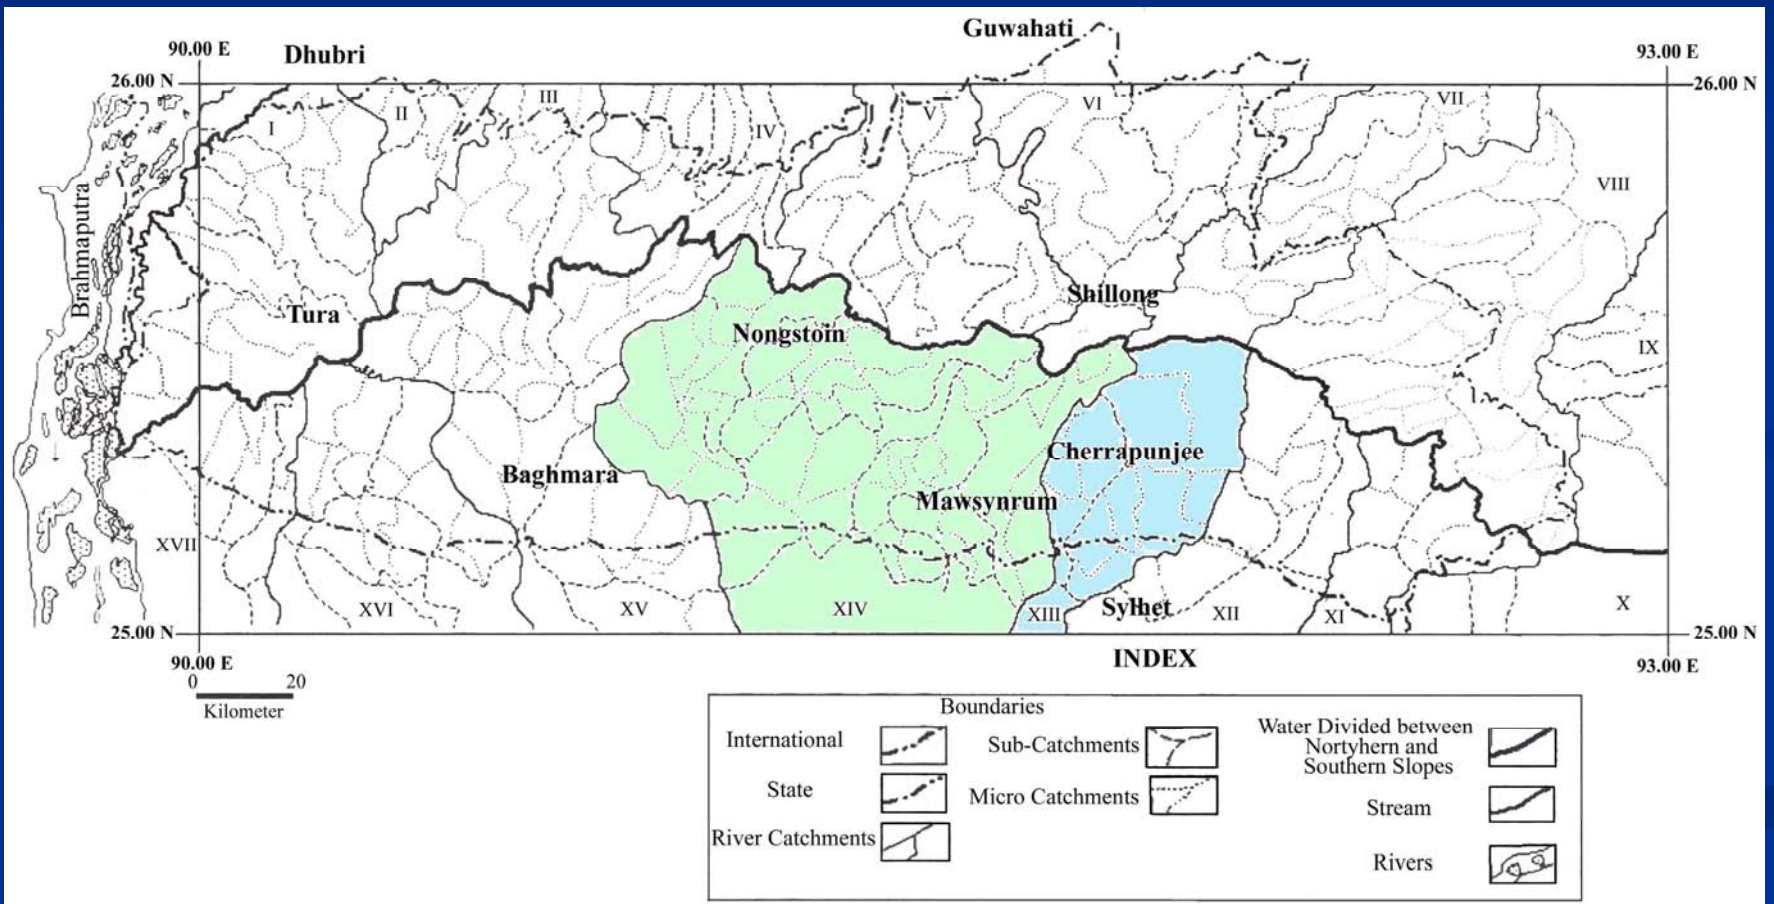 Guwahati
90.00 E
Dhubri
93.00 E
26.00 N
26.00 N
I
II
III
IV
V
VI
VII
VIII
Brahmaputra
Tura
Nongstoin
Shillong
IX
Baghmara
Cherrapunjee
Mawsynrum
XVII
XVI
XV
XIV
XIII
Sylhet
XII
XI
X
25.00 N
25.00 N
90.00 E
93.00 E
0 20
Kilometer
INDEX
Boundaries
International
State
River Catchments
Sub-Catchments
Micro Catchments
Water Divided between
Nortyhern and
Southern Slopes
Stream
Rivers